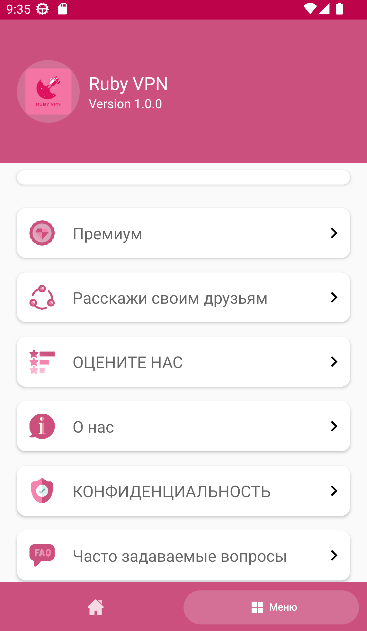 9:35
Ruby VPN
Version 1.0.0
RUBY VPN
Премиум
Расскажи своим друзьям
ОЦЕНИТЕ НАС
О нас
КОНФИДЕНЦИАЛЬНОСТЬ
FAQ
Часто задаваемые вопросы
Меню